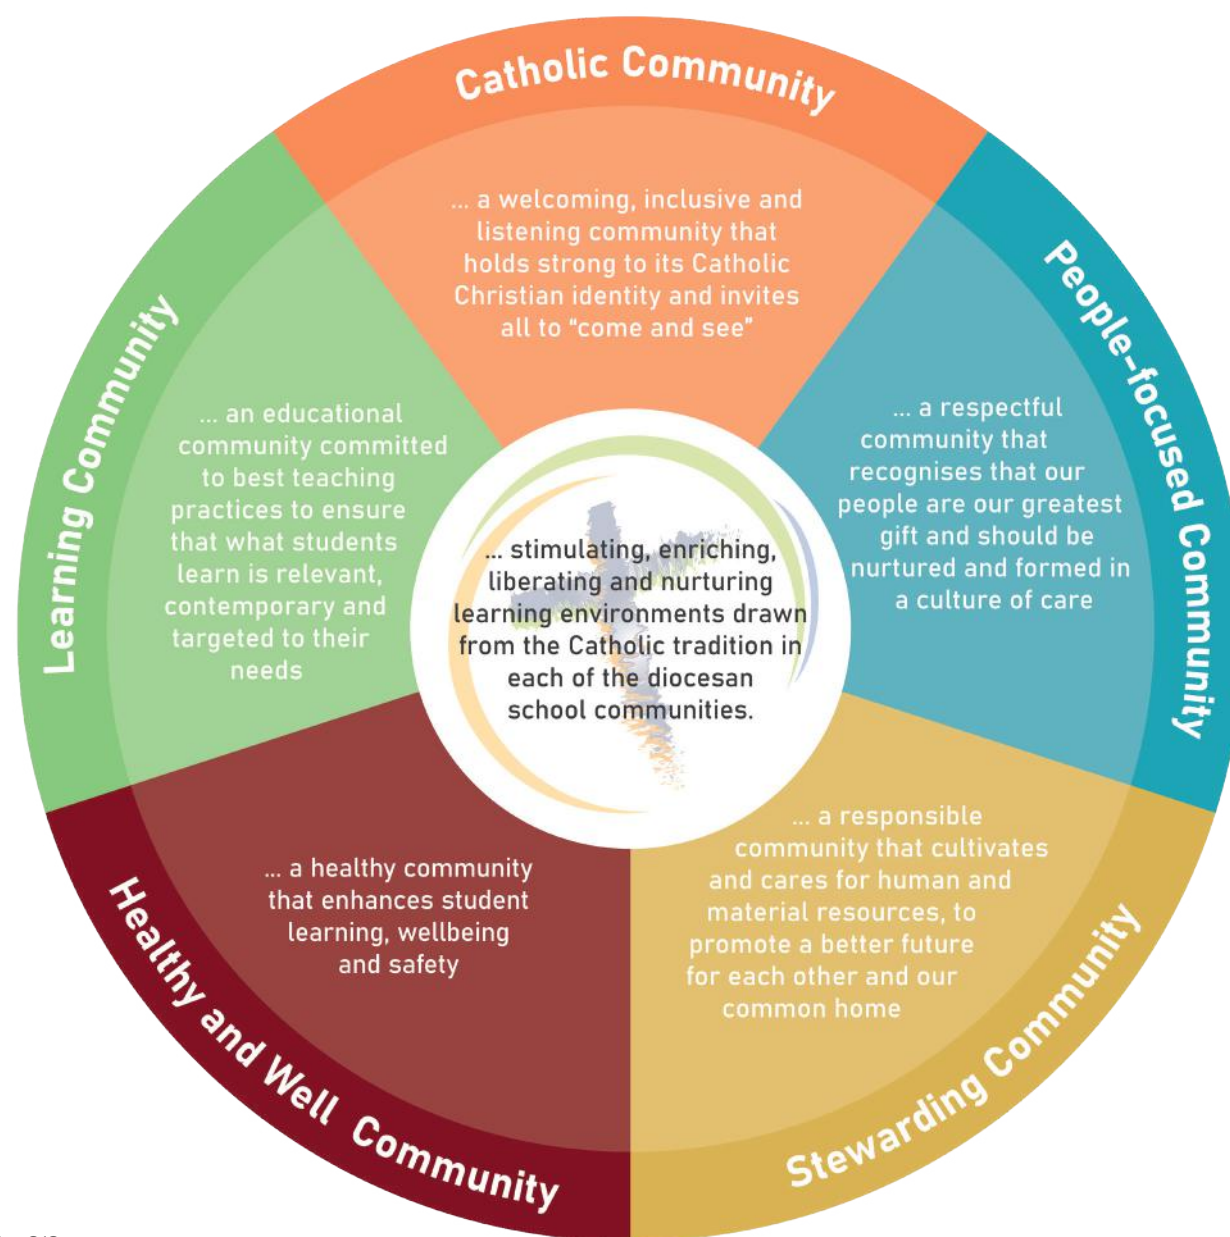 Catholic Community
... a welcoming, inclusive and
listening community that
holds strong to its Catholic
Christian identity and invites
all to “come and see”
People-focused Community
... a respectful
community that
recognises that our
people are our greatest
gift and should be
nurtured and formed in
a culture of care
Stewarding Community
... a responsible
community that cultivates
and cares for human and
material resources, to
promote a better future
for each other and our
common home
Healthy and Well Community
... a healthy community
that enhances student
learning, wellbeing
and safety
Learning Community
... an educational
community committed
to best teaching
practices to ensure
that what students
learn is relevant,
contemporary and
targeted to their
needs
... stimulating, enriching,
liberating and nurturing
learning environments drawn
from the Catholic tradition in
each of the diocesan
school communities.